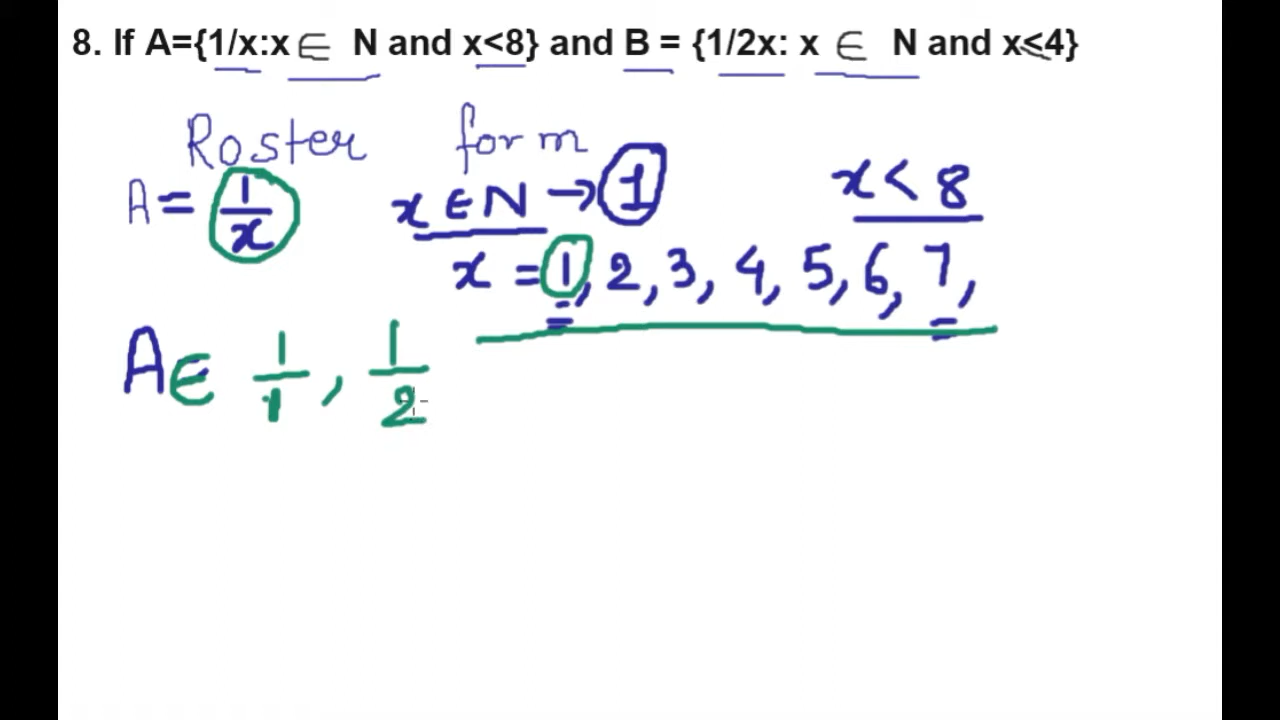 8. If A={1/x:x ∈ N and x<8} and B = {1/2x: x ∈ N and x⩽4}
Roster form
A = 1/x x ∈ N → 1 x < 8
x = 1, 2, 3, 4, 5, 6, 7,
A ∈ 1/1 , 1/2